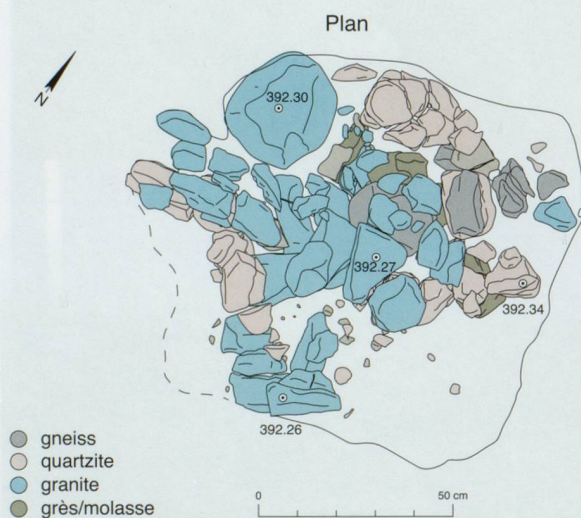 Plan
N
392.30
392.27
392.34
392.26
gneiss
quartzite
granite
grès/molasse
0 50 cm